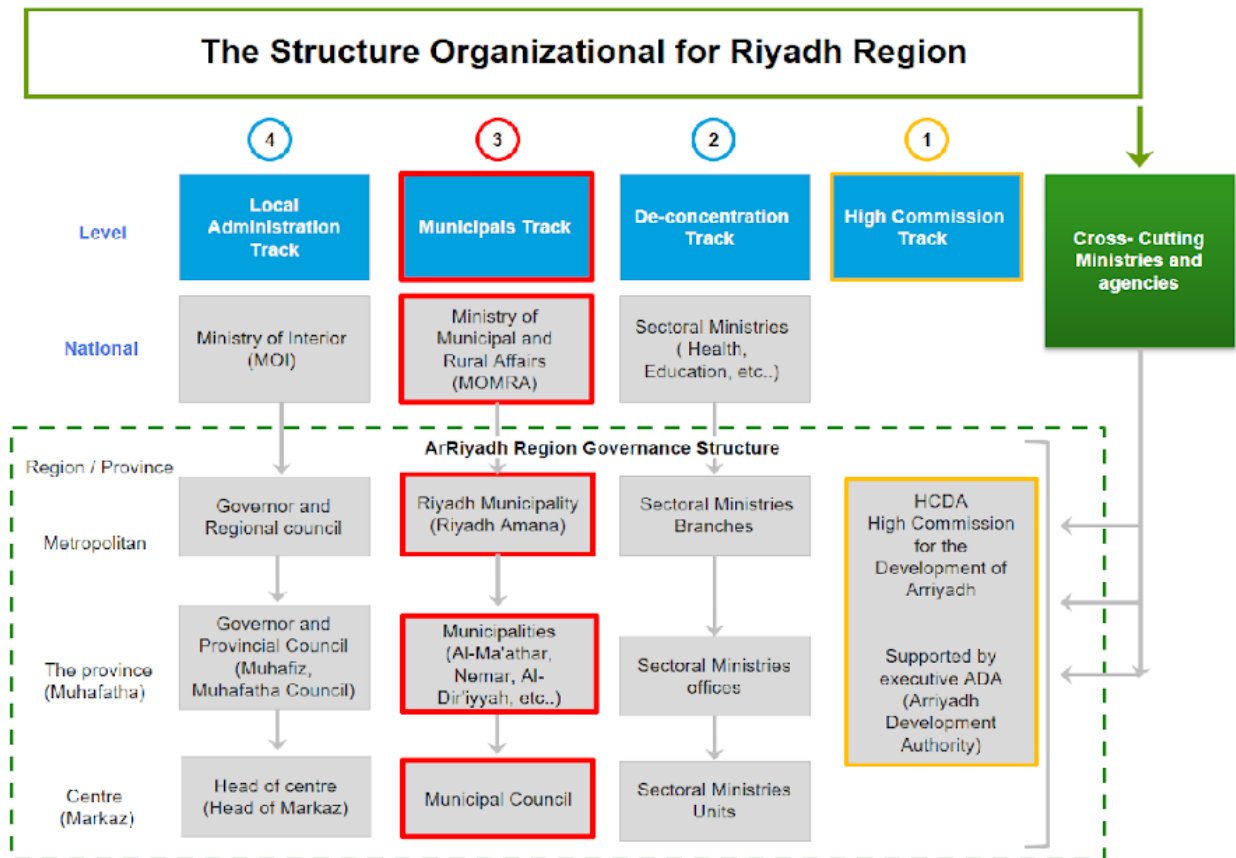 The Structure Organizational for Riyadh Region
4
3
2
1
Level
Local
Administration
Track
Municipals Track
De-concentration
Track
High Commission
Track
Cross- Cutting
Ministries and
agencies
National
Ministry of Interior
(MOI)
Ministry of
Municipal and
Rural Affairs
(MOMRA)
Sectoral Ministries
( Health,
Education, etc..)
ArRiyadh Region Governance Structure
Region / Province
Metropolitan
Governor and
Regional council
Riyadh Municipality
(Riyadh Amana)
Sectoral Ministries
Branches
HCDA
High Commission
for the
Development of
Arriyadh
Supported by
executive ADA
(Arriyadh
Development
Authority)
The province
(Muhafatha)
Governor and
Provincial Council
(Muhafiz,
Muhafatha Council)
Municipalities
(Al-Ma'athar,
Nemar, Al-
Dir'iyyah, etc..)
Sectoral Ministries
offices
Centre
(Markaz)
Head of centre
(Head of Markaz)
Municipal Council
Sectoral Ministries
Units